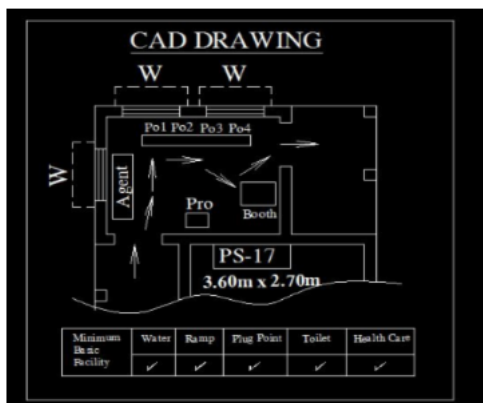 CAD DRAWING
W W
Po1 Po2 Po3 Po4
W
Agent
Pro
Booth
PS-17
3.60m x 2.70m
Minimum Basic Facility Water Ramp Plug Point Toilet Health Care
✓ ✓ ✓ ✓ ✓